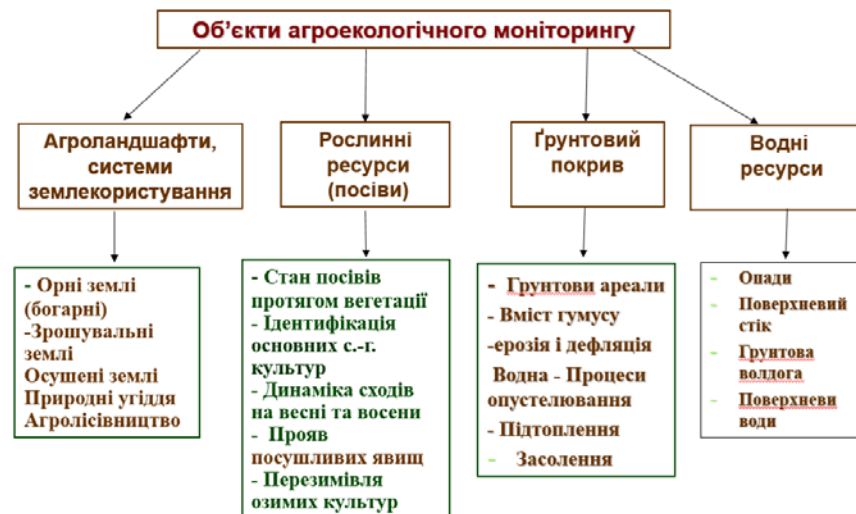 Об’єкти агроекологічного моніторингу
Агроландшафти,
системи
землекористування
Рослинні
ресурси
(посіви)
Ґрунтовий
покрив
Водні
ресурси
- Орні землі
(богарні)
-Зрошувальні
землі
Осушені землі
Природні угіддя
Агролісівництво
- Стан посівів
протягом вегетації
- Ідентифікація
основних с.-г.
культур
- Динаміка сходів
на весні та восени
- Прояв
посушливих явищ
- Перезимівля
озимих культур
- Грунтови ареали
- Вміст гумусу
-ерозія і дефляція
Водна - Процеси
опустелювання
- Підтоплення
- Засолення
- Опади
- Поверхневий
стік
- Грунтова
волдога
- Поверхневи
води